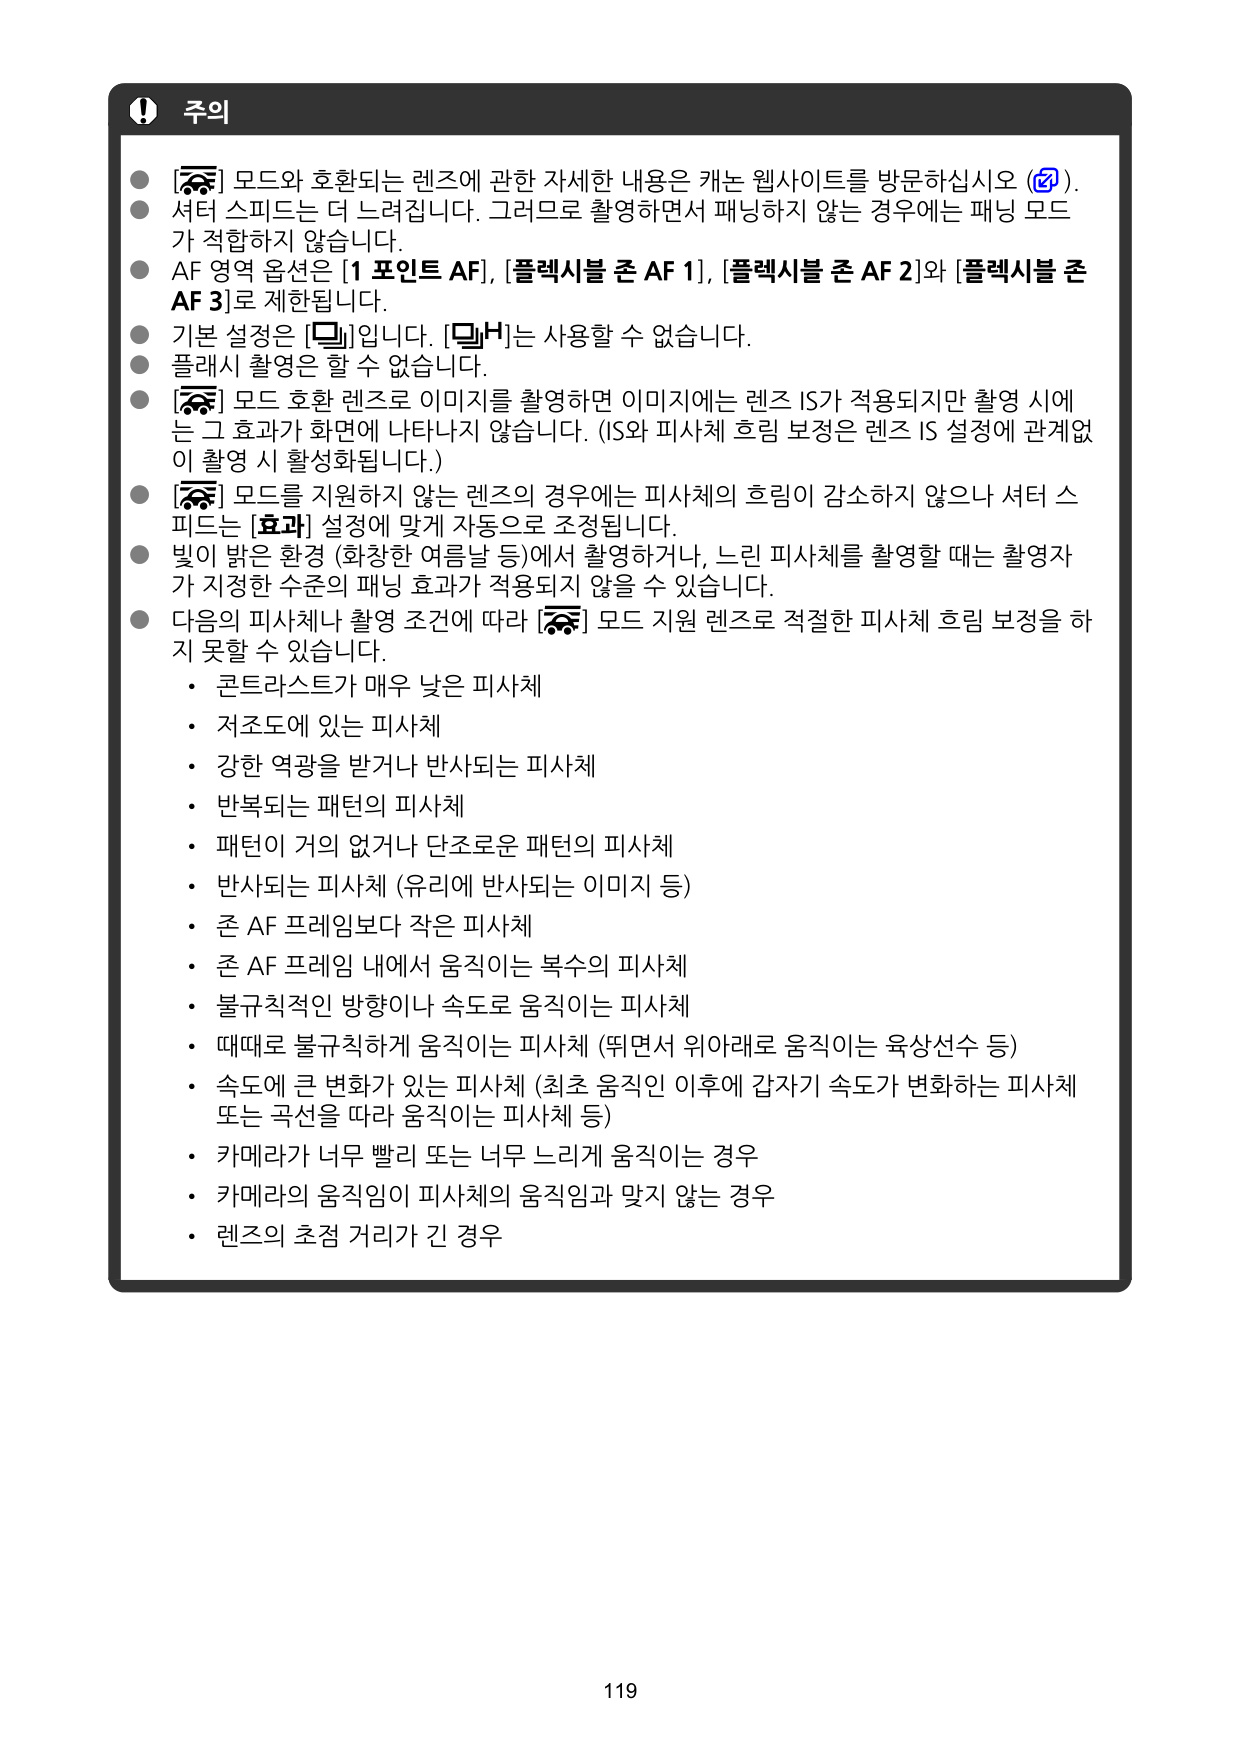 주의
[] 모드와 호환되는 렌즈에 관한 자세한 내용은 캐논 웹사이트를 방문하십시오 ( ).
셔터 스피드는 더 느려집니다. 그러므로 촬영하면서 패닝하지 않는 경우에는 패닝 모드
가 적합하지 않습니다.
AF 영역 옵션은 [1 포인트 AF], [플렉시블 존 AF 1], [플렉시블 존 AF 2]와 [플렉시블 존
AF 3]로 제한됩니다.
기본 설정은 []입니다. [H]는 사용할 수 없습니다.
플래시 촬영은 할 수 없습니다.
[] 모드 호환 렌즈로 이미지를 촬영하면 이미지에는 렌즈 IS가 적용되지만 촬영 시에
는 그 효과가 화면에 나타나지 않습니다. (IS와 피사체 흐림 보정은 렌즈 IS 설정에 관계없
이 촬영 시 활성화됩니다.)
[] 모드를 지원하지 않는 렌즈의 경우에는 피사체의 흐림이 감소하지 않으나 셔터 스
피드는 [효과] 설정에 맞게 자동으로 조정됩니다.
빛이 밝은 환경 (화창한 여름날 등)에서 촬영하거나, 느린 피사체를 촬영할 때는 촬영자
가 지정한 수준의 패닝 효과가 적용되지 않을 수 있습니다.
다음의 피사체나 촬영 조건에 따라 [] 모드 지원 렌즈로 적절한 피사체 흐림 보정을 하
지 못할 수 있습니다.
• 콘트라스트가 매우 낮은 피사체
• 저조도에 있는 피사체
• 강한 역광을 받거나 반사되는 피사체
• 반복되는 패턴의 피사체
• 패턴이 거의 없거나 단조로운 패턴의 피사체
• 반사되는 피사체 (유리에 반사되는 이미지 등)
• 존 AF 프레임보다 작은 피사체
• 존 AF 프레임 내에서 움직이는 복수의 피사체
• 불규칙적인 방향이나 속도로 움직이는 피사체
• 때때로 불규칙하게 움직이는 피사체 (뛰면서 위아래로 움직이는 육상선수 등)
• 속도에 큰 변화가 있는 피사체 (최초 움직인 이후에 갑자기 속도가 변화하는 피사체
또는 곡선을 따라 움직이는 피사체 등)
• 카메라가 너무 빨리 또는 너무 느리게 움직이는 경우
• 카메라의 움직임이 피사체의 움직임과 맞지 않는 경우
• 렌즈의 초점 거리가 긴 경우
119